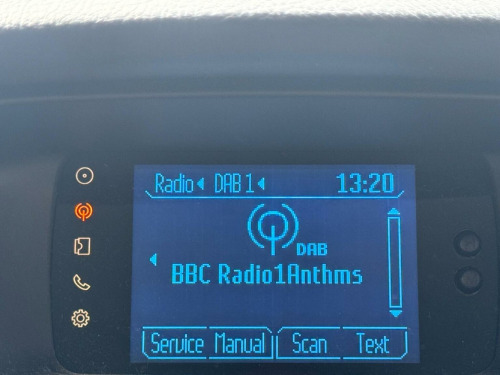 Radio DAB 1 13:20
DAB
BBC Radio1Anthms
Service Manual Scan Text